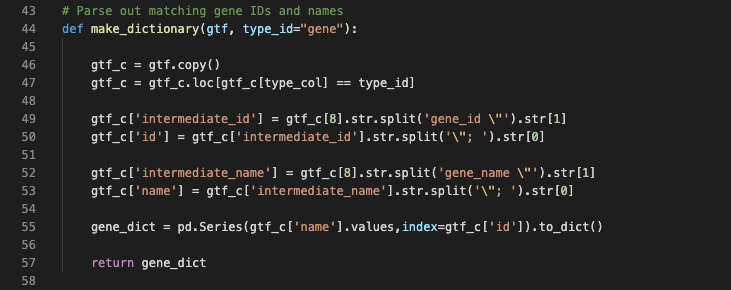 43 # Parse out matching gene IDs and names
44 def make_dictionary(gtf, type_id="gene"):
45
46 gtf_c = gtf.copy()
47 gtf_c = gtf_c.loc[gtf_c[type_col] == type_id]
48
49 gtf_c['intermediate_id'] = gtf_c[8].str.split('gene_id \"').str[1]
50 gtf_c['id'] = gtf_c['intermediate_id'].str.split('\"; ').str[0]
51
52 gtf_c['intermediate_name'] = gtf_c[8].str.split('gene_name \"').str[1]
53 gtf_c['name'] = gtf_c['intermediate_name'].str.split('\"; ').str[0]
54
55 gene_dict = pd.Series(gtf_c['name'].values,index=gtf_c['id']).to_dict()
56
57 return gene_dict
58